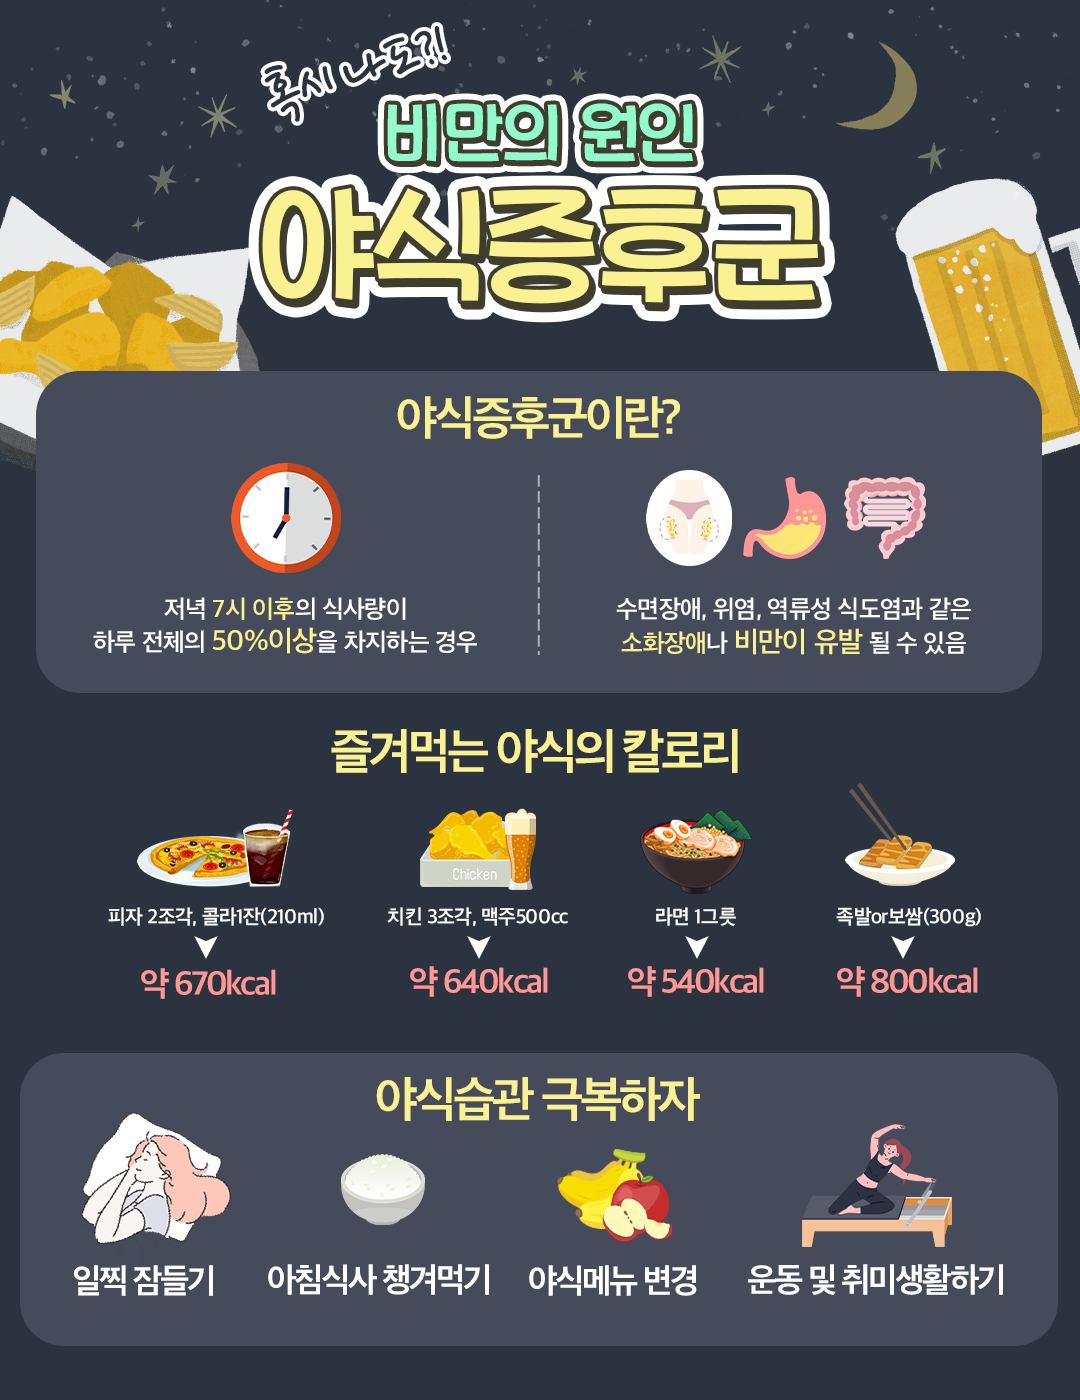 혹시 나도?!
비만의 원인
야식증후군
야식증후군이란?
저녁 7시 이후의 식사량이
하루 전체의 50%이상을 차지하는 경우
수면장애, 위염, 역류성 식도염과 같은
소화장애나 비만이 유발 될 수 있음
즐겨먹는 야식의 칼로리
Chicken
피자 2조각, 콜라1잔(210ml)
약 670kcal
치킨 3조각, 맥주500cc
약 640kcal
라면 1그릇
약 540kcal
족발or보쌈(300g)
약 800kcal
야식습관 극복하자
일찍 잠들기
아침식사 챙겨먹기
야식메뉴 변경
운동 및 취미생활하기